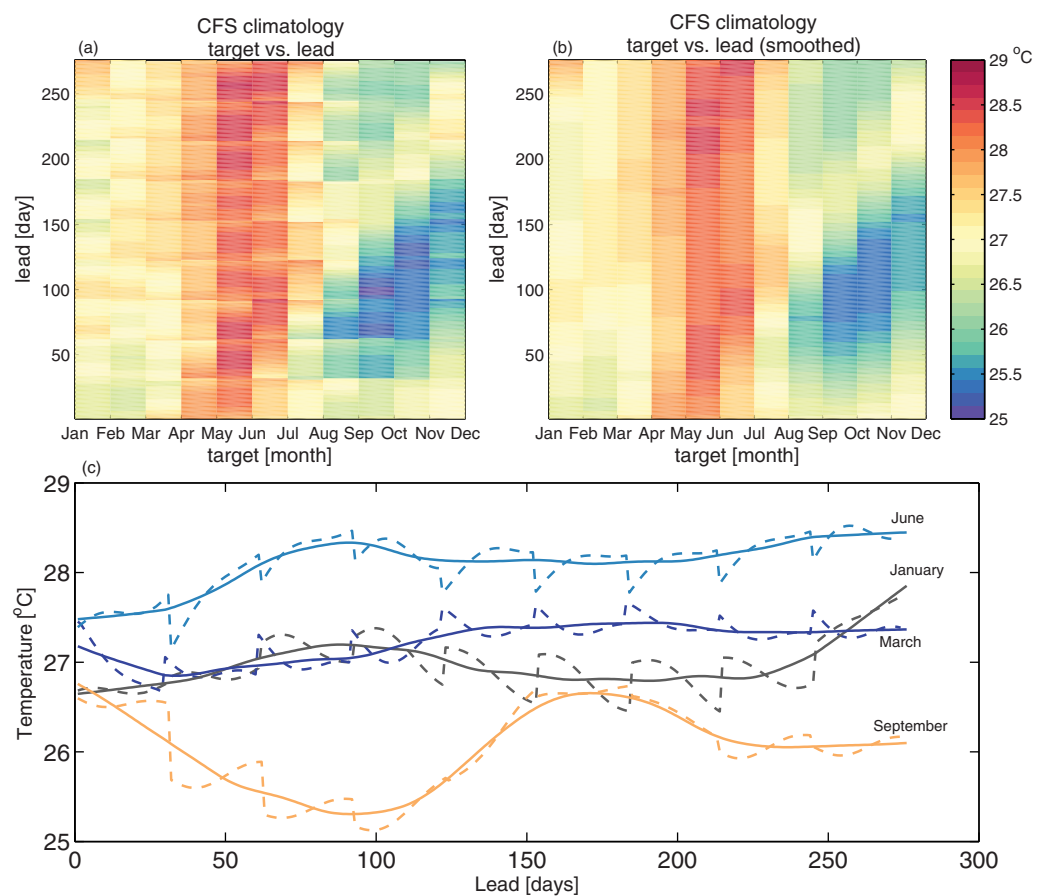 CFS climatology
target vs. lead
(a)
250
200
150
100
50
lead [day]
Jan Feb Mar Apr May Jun Jul Aug Sep Oct Nov Dec
target [month]
CFS climatology
target vs. lead (smoothed)
(b)
250
200
150
100
50
lead [day]
Jan Feb Mar Apr May Jun Jul Aug Sep Oct Nov Dec
target [month]
°C
29
28.5
28
27.5
27
26.5
26
25.5
25
(c)
29
28
27
26
25
Temperature [°C]
June
January
March
September
0 50 100 150 200 250 300
Lead [days]